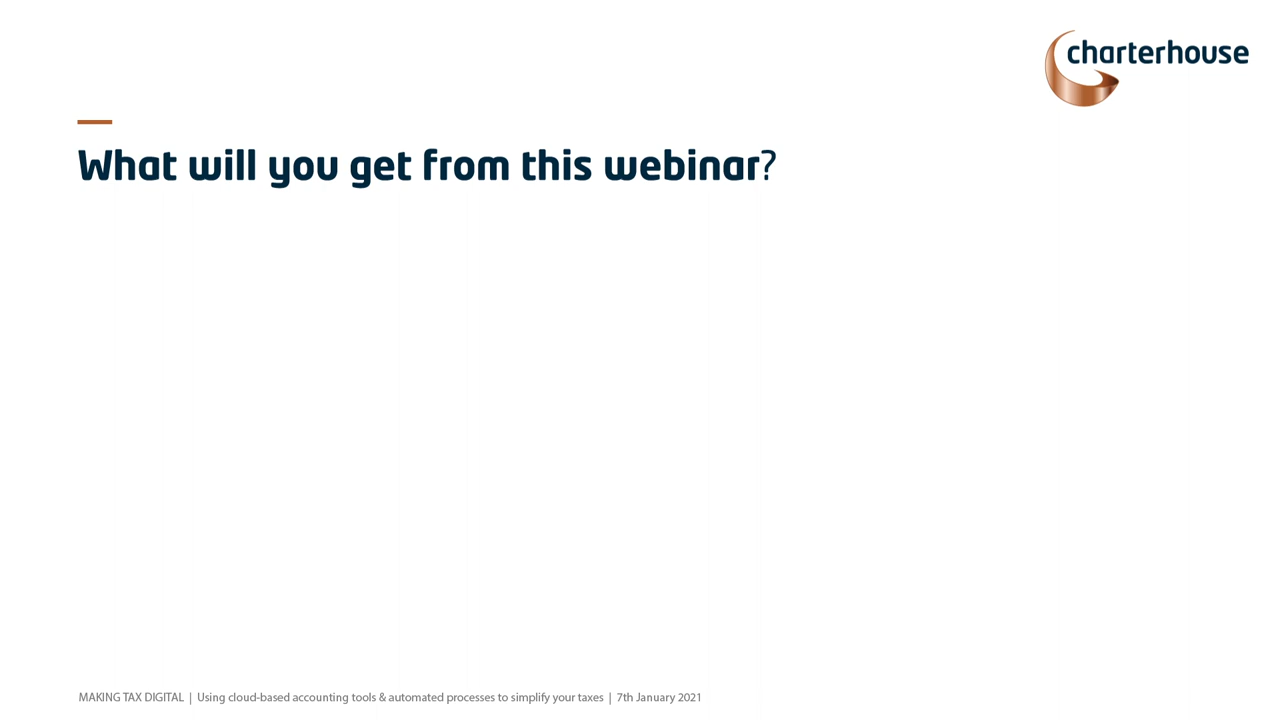 charterhouse
What will you get from this webinar?
MAKING TAX DIGITAL | Using cloud-based accounting tools & automated processes to simplify your taxes | 7th January 2021